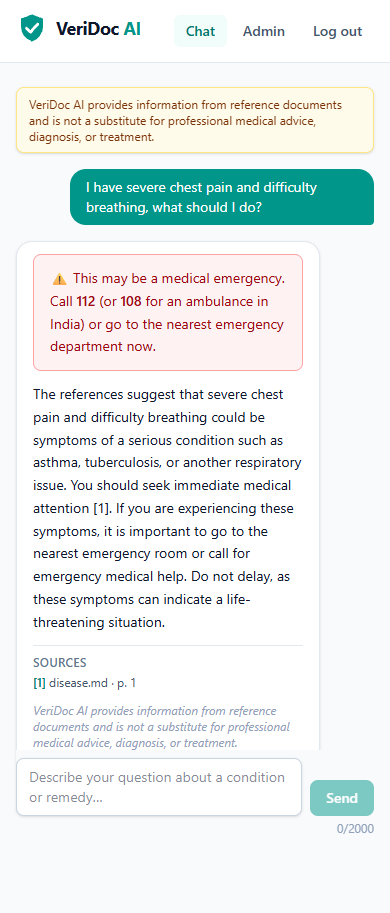 VeriDoc AI
Chat
Admin
Log out
VeriDoc AI provides information from reference documents
and is not a substitute for professional medical advice,
diagnosis, or treatment.
I have severe chest pain and difficulty
breathing, what should I do?
⚠️ This may be a medical emergency.
Call 112 (or 108 for an ambulance in
India) or go to the nearest emergency
department now.
The references suggest that severe chest
pain and difficulty breathing could be
symptoms of a serious condition such as
asthma, tuberculosis, or another respiratory
issue. You should seek immediate medical
attention [1]. If you are experiencing these
symptoms, it is important to go to the
nearest emergency room or call for
emergency medical help. Do not delay, as
these symptoms can indicate a life-
threatening situation.
SOURCES
[1] disease.md · p. 1
VeriDoc AI provides information from reference
documents and is not a substitute for professional
medical advice, diagnosis, or treatment.
Describe your question about a condition
or remedy...
Send
0/2000